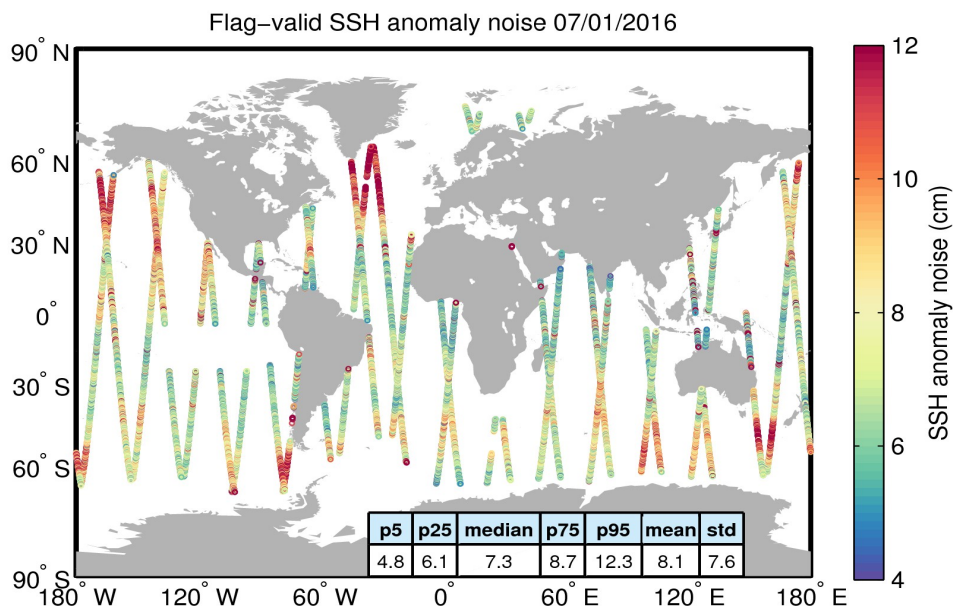 Flag−valid SSH anomaly noise 07/01/2016
90° N
60° N
30° N
0°
30° S
60° S
90° S
180° W 120° W 60° W 0° 60° E 120° E 180° E
p5 p25 median p75 p95 mean std
4.8 6.1 7.3 8.7 12.3 8.1 7.6
12
10
8
6
4
SSH anomaly noise (cm)